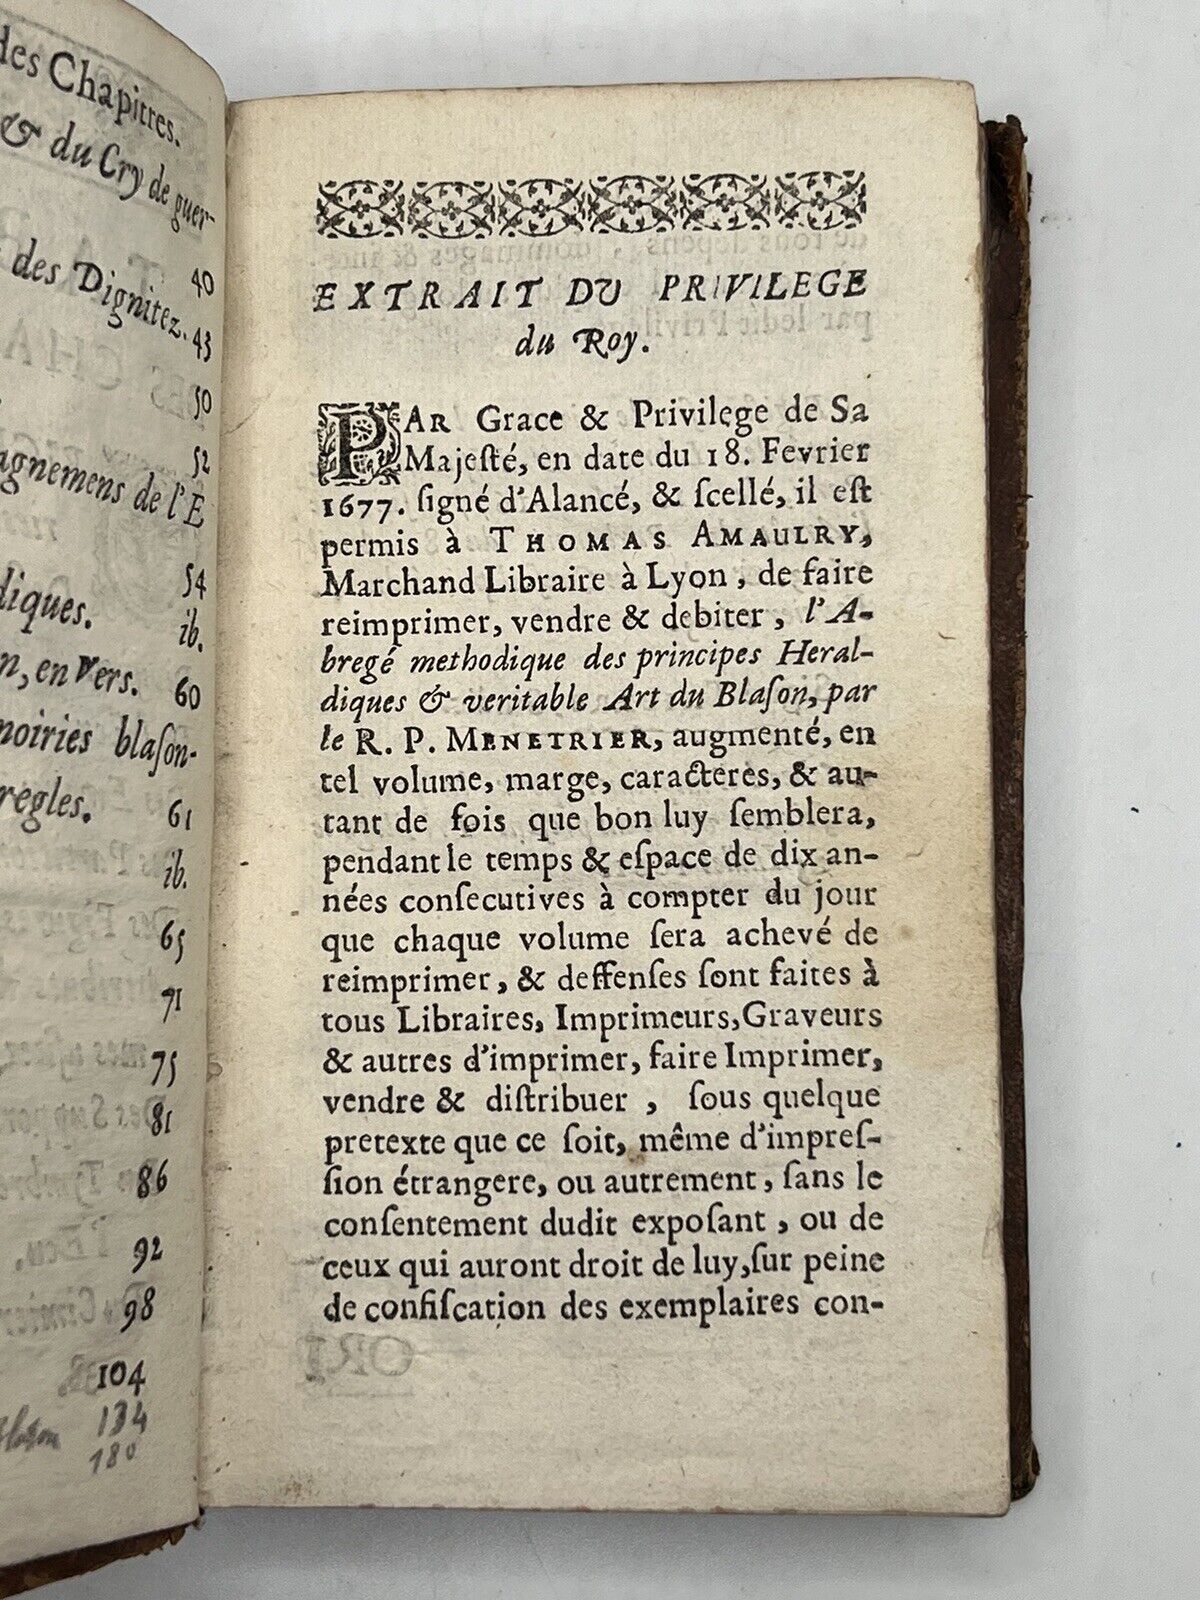 des Chapitres.
& du Cry de guer-
40
des Dignitez. 43
50
52
agnemens de l'E
54
diques. ib.
n, en Vers. 60
noiries blaſon-
regles. 61
ib.
65
71
75
81
86
92
98
104
134
180
EXTRAIT DU PRIVILEGE
du Roy.
PAR Grace & Privilege de Sa
Majeſté, en date du 18. Fevrier
1677. ſigné d'Alancé, & ſcellé, il eſt
permis à THOMAS AMAULRY,
Marchand Libraire à Lyon, de faire
reimprimer, vendre & debiter, l'A-
bregé methodique des principes Heral-
diques & veritable Art du Blaſon, par
le R. P. MENETRIER, augmenté, en
tel volume, marge, caracteres, & au-
tant de fois que bon luy ſemblera,
pendant le temps & eſpace de dix an-
nées conſecutives à compter du jour
que chaque volume ſera achevé de
reimprimer, & deffenſes ſont faites à
tous Libraires, Imprimeurs, Graveurs
& autres d'imprimer, faire Imprimer,
vendre & diſtribuer, ſous quelque
pretexte que ce ſoit, même d'impreſ-
ſion étrangere, ou autrement, ſans le
conſentement dudit expoſant, ou de
ceux qui auront droit de luy, ſur peine
de confiſcation des exemplaires con-